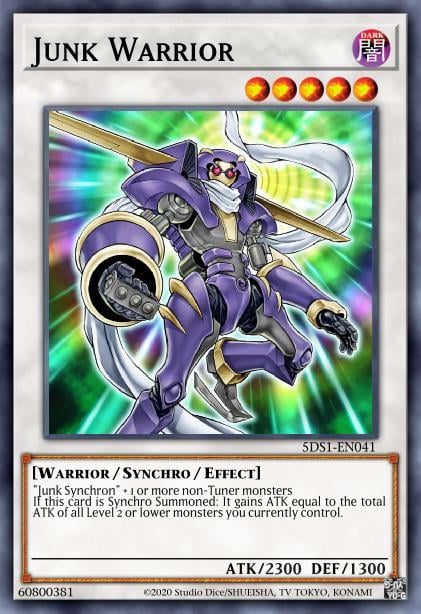 Junk Warrior
DARK
闇
5DS1-EN041
[Warrior / Synchro / Effect]
"Junk Synchron" + 1 or more non-Tuner monsters
If this card is Synchro Summoned: It gains ATK equal to the total
ATK of all Level 2 or lower monsters you currently control.
ATK/2300 DEF/1300
60800381
©2020 Studio Dice/SHUEISHA, TV TOKYO, KONAMI